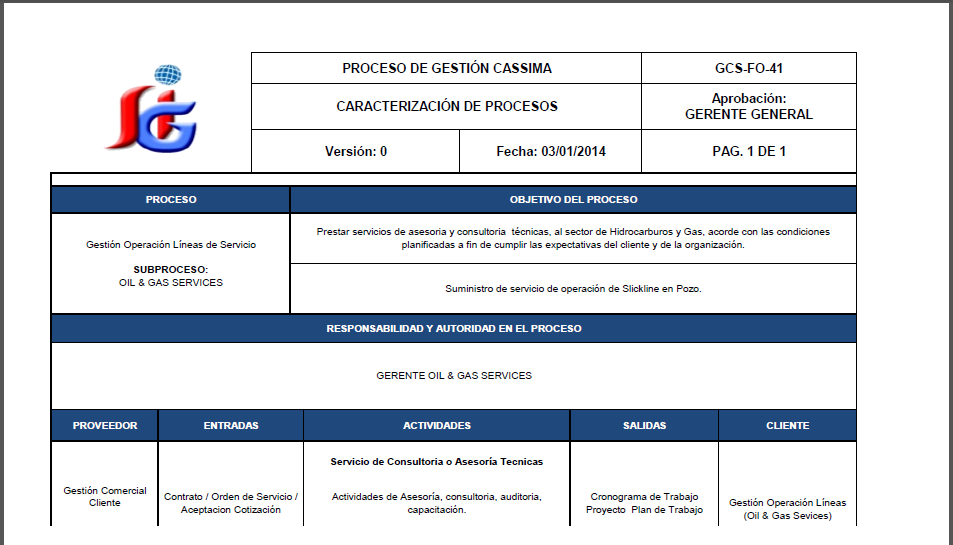 SIG
PROCESO DE GESTIÓN CASSIMA
GCS-FO-41
CARACTERIZACIÓN DE PROCESOS
Aprobación:
GERENTE GENERAL
Versión: 0
Fecha: 03/01/2014
PAG. 1 DE 1
PROCESO
OBJETIVO DEL PROCESO
Gestión Operación Líneas de Servicio
SUBPROCESO:
OIL & GAS SERVICES
Prestar servicios de asesoria y consultoria técnicas, al sector de Hidrocarburos y Gas, acorde con las condiciones
planificadas a fin de cumplir las expectativas del cliente y de la organización.
Suministro de servicio de operación de Slickline en Pozo.
RESPONSABILIDAD Y AUTORIDAD EN EL PROCESO
GERENTE OIL & GAS SERVICES
PROVEEDOR
ENTRADAS
ACTIVIDADES
SALIDAS
CLIENTE
Gestión Comercial
Cliente
Contrato / Orden de Servicio /
Aceptacion Cotización
Servicio de Consultoria o Asesoría Tecnicas
Actividades de Asesoría, consultoria, auditoria,
capacitación.
Cronograma de Trabajo
Proyecto Plan de Trabajo
Gestión Operación Líneas
(Oil & Gas Sevices)